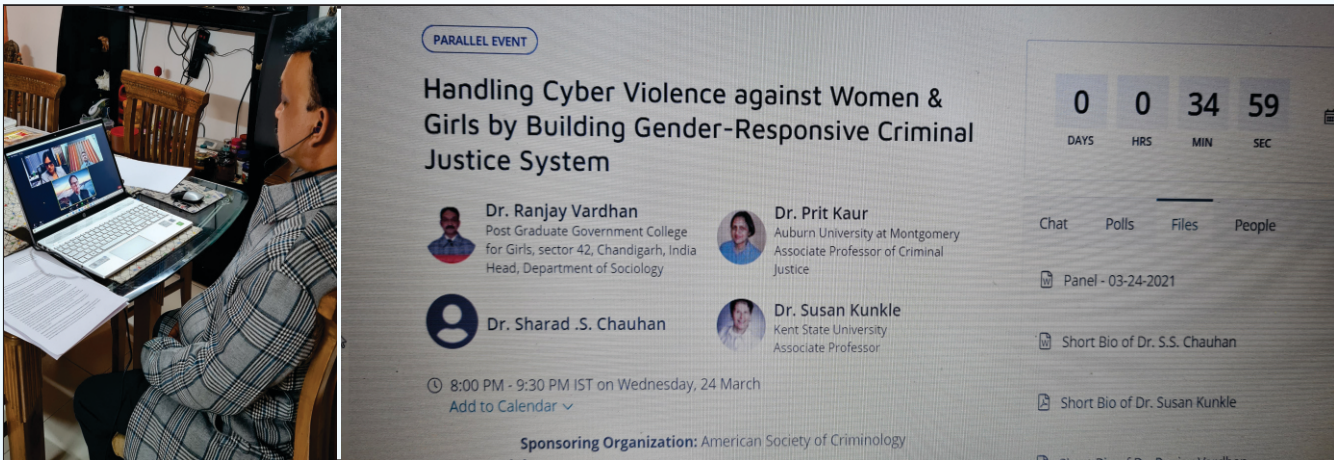 PARALLEL EVENT
Handling Cyber Violence against Women &
Girls by Building Gender-Responsive Criminal
Justice System
Dr. Ranjay Vardhan
Post Graduate Government College
for Girls, sector 42, Chandigarh, India
Head, Department of Sociology
Dr. Prit Kaur
Auburn University at Montgomery
Associate Professor of Criminal
Justice
Dr. Sharad .S. Chauhan
Dr. Susan Kunkle
Kent State University
Associate Professor
8:00 PM - 9:30 PM IST on Wednesday, 24 March
Add to Calendar
Sponsoring Organization: American Society of Criminology
0 0 34 59
DAYS HRS MIN SEC
Chat Polls Files People
Panel - 03-24-2021
Short Bio of Dr. S.S. Chauhan
Short Bio of Dr. Susan Kunkle